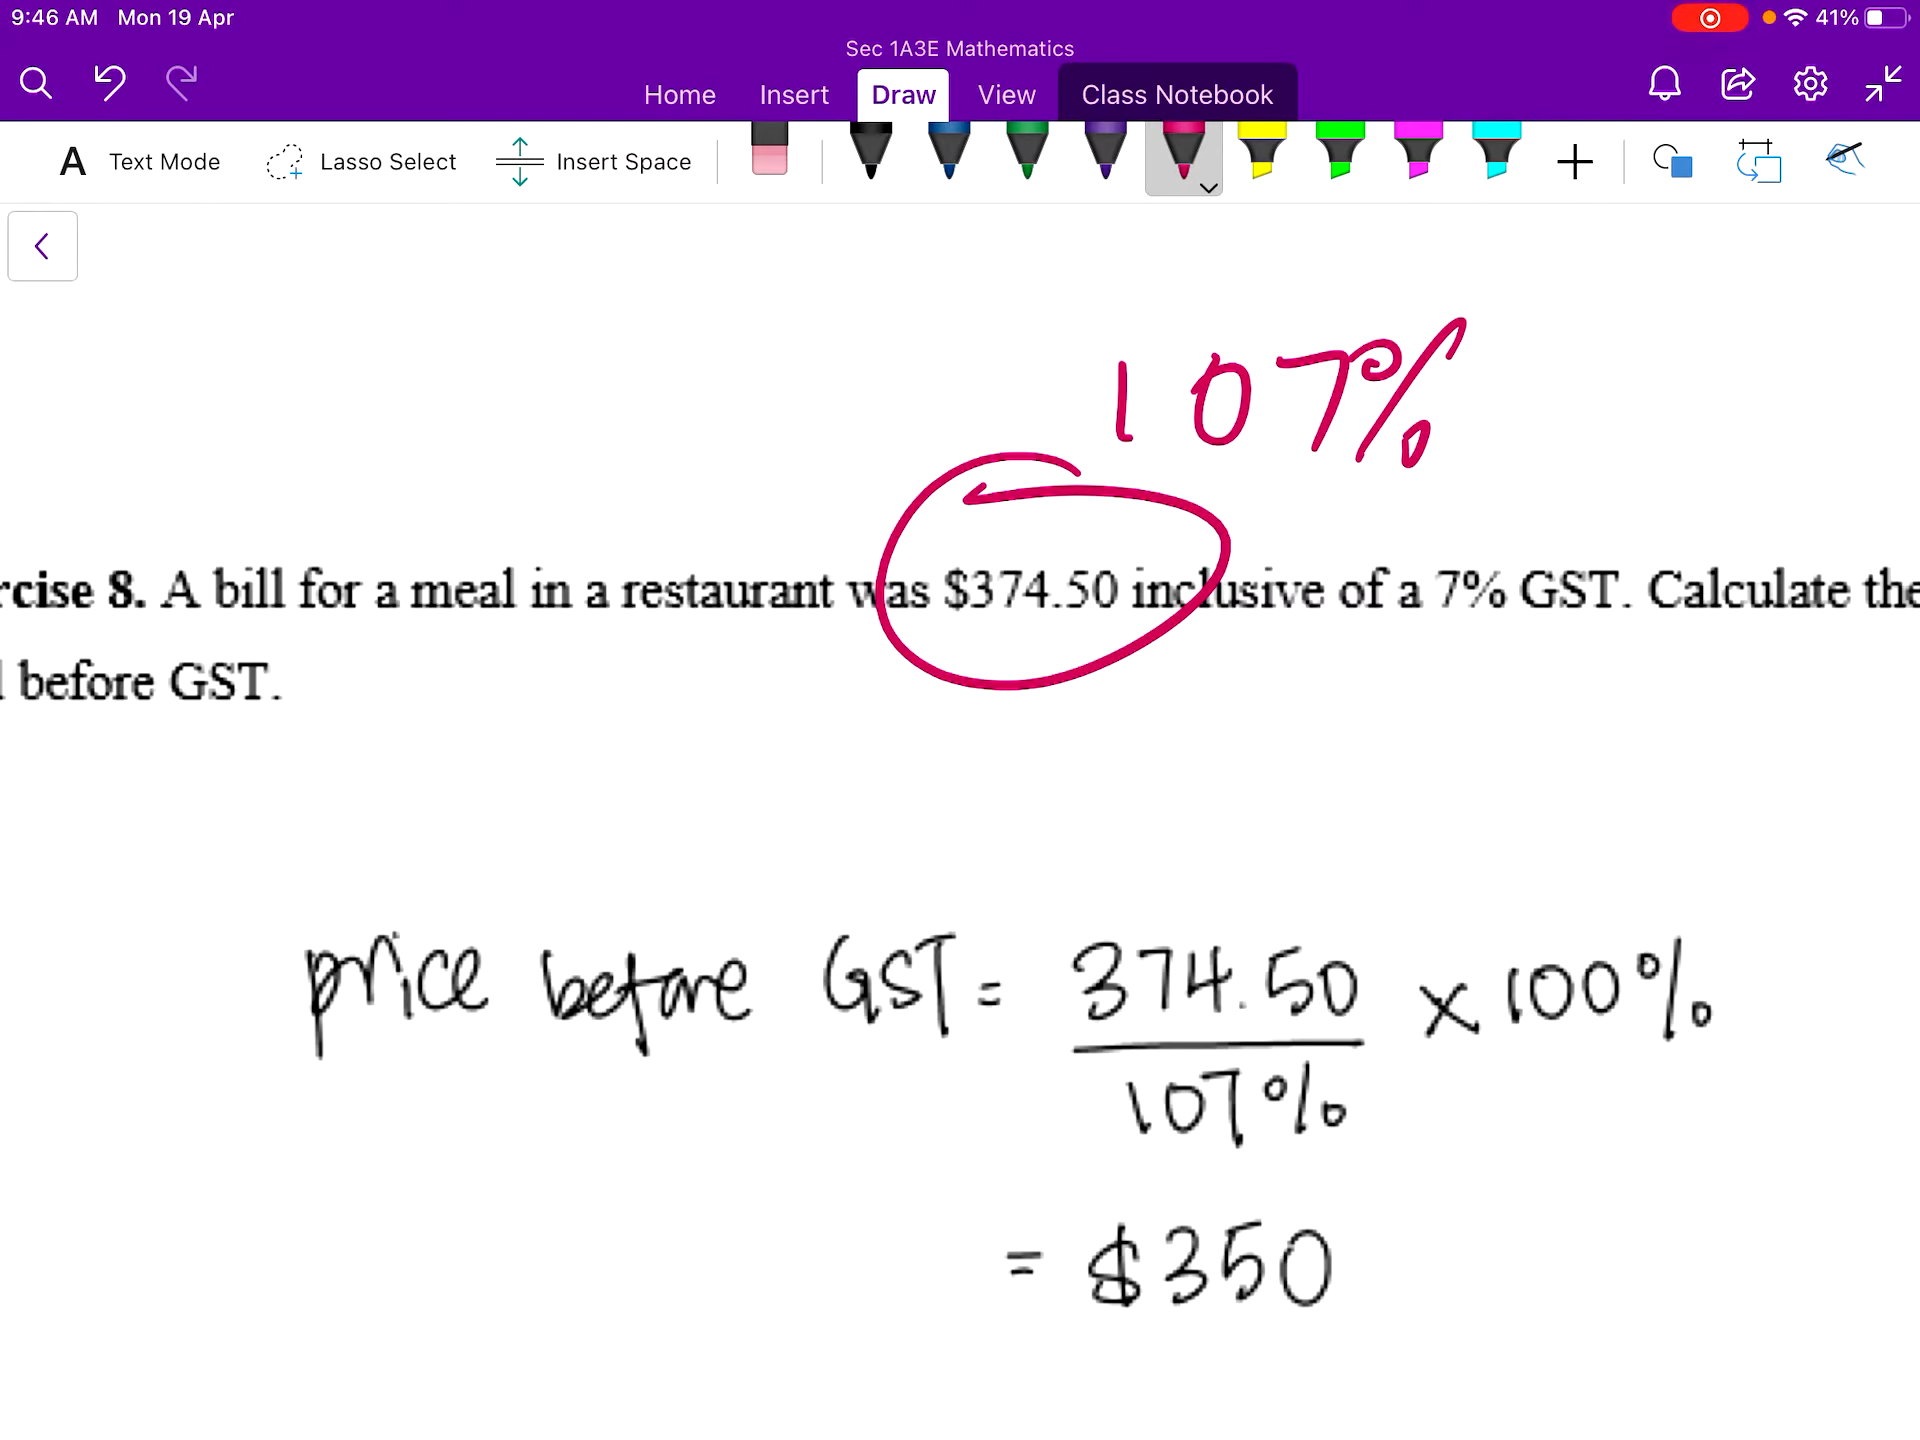 9:46 AM Mon 19 Apr
41%
Sec 1A3E Mathematics
Home Insert Draw View Class Notebook
A Text Mode Lasso Select Insert Space
107%
rcise 8. A bill for a meal in a restaurant was $374.50 inclusive of a 7% GST. Calculate the
l before GST.
price before GST = 374.50 × 100%
107%
= $350